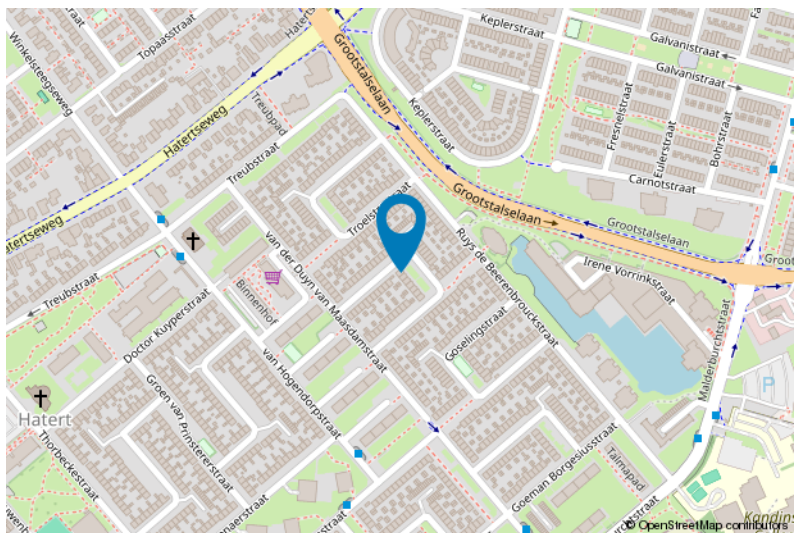 Keplerstraat
Hatertseweg
Topaasstraat
Galvanistraat
Winkelsteegseweg
Grootstalselaan
Galvanistraat
Treubpad
Keplerstraat
Fresnelstraat
Eulerstraat
Bohrstraat
Hatertseweg
Treubstraat
Carnotstraat
Grootstalselaan
Ruys de Beerenbrouckstraat
Grootstalselaan
van der Duyn van Maasdamstraat
Irene Vorrinkstraat
Treubstraat
Binnenhof
Doctor Kuyperstraat
Goselingstraat
Malderburchtstraat
van Hogendorpstraat
Groen van Prinstererstraat
P
Hatert
Thorbeckestraat
Goeman Borgesiusstraat
Talmapad
© OpenStreetMap contributors